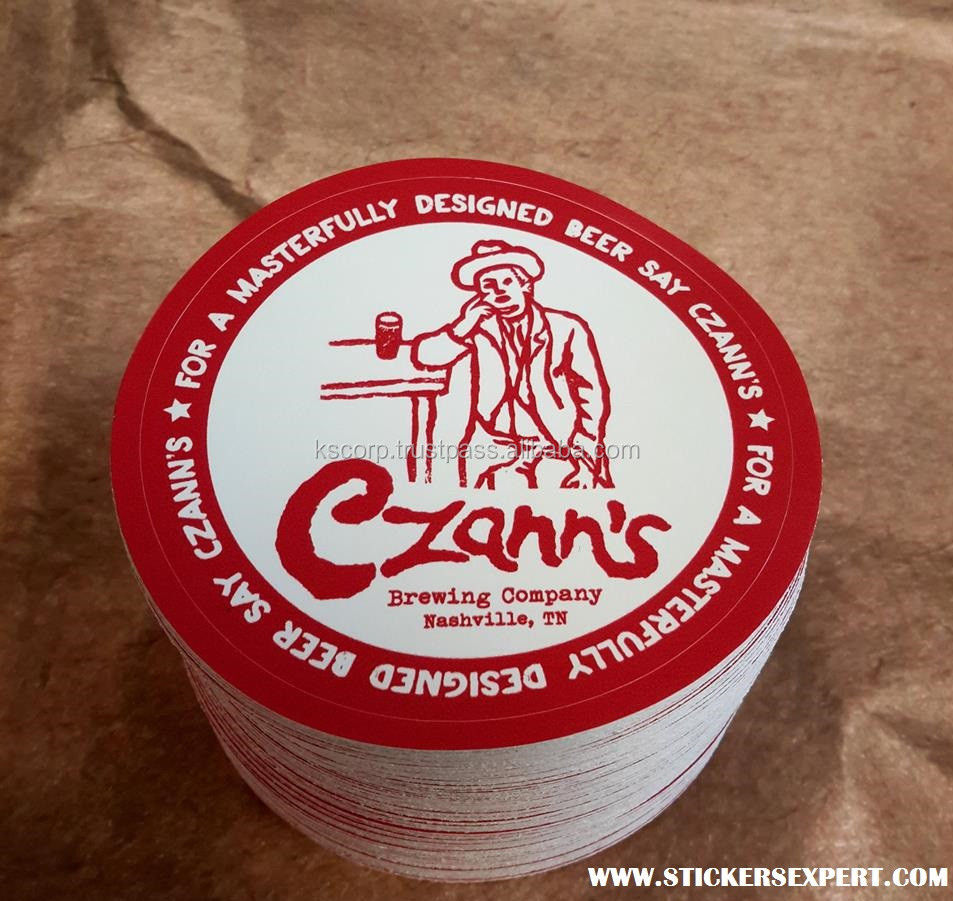 FOR A MASTERFULLY DESIGNED BEER SAY CZANN'S ★ FOR A MASTERFULLY DESIGNED BEER SAY CZANN'S ★
kscorp.trustpass.alibaba.com
Czann's
Brewing Company
Nashville, TN
WWW.STICKERSEXPERT.COM